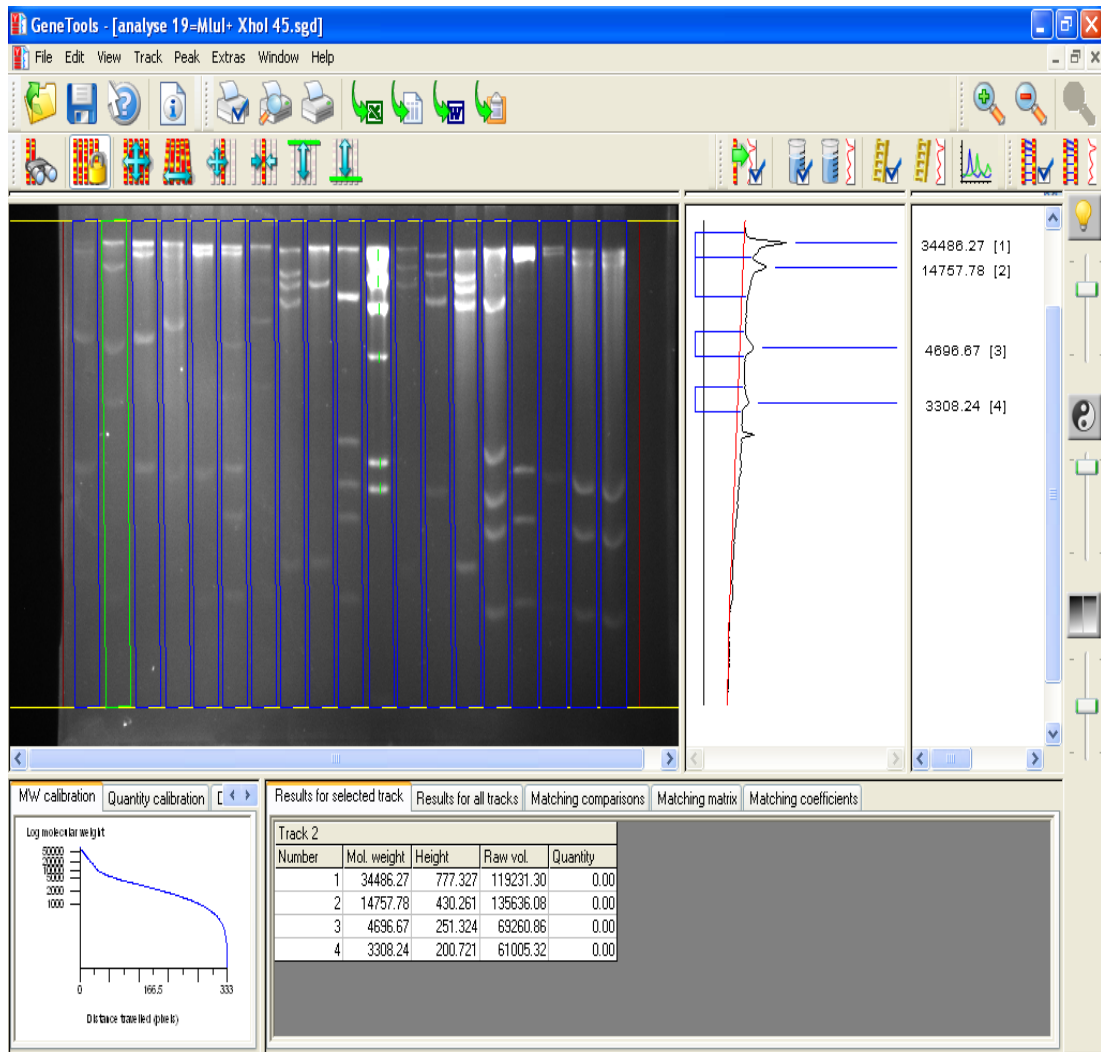 GeneTools - [analyse 19=MluI+ XhoI 45.sgd]
File Edit View Track Peak Extras Window Help
34486.27 [1]
14757.78 [2]
4696.67 [3]
3308.24 [4]
MW calibration Quantity calibration
Log molecular weight
50000
20000
10000
5000
2000
1000
0 166.5 333
Distance travelled (pixels)
Results for selected track Results for all tracks Matching comparisons Matching matrix Matching coefficients
Track 2
Number Mol. weight Height Raw vol. Quantity
1 34486.27 777.327 119231.30 0.00
2 14757.78 430.261 135636.08 0.00
3 4696.67 251.324 69260.86 0.00
4 3308.24 200.721 61005.32 0.00